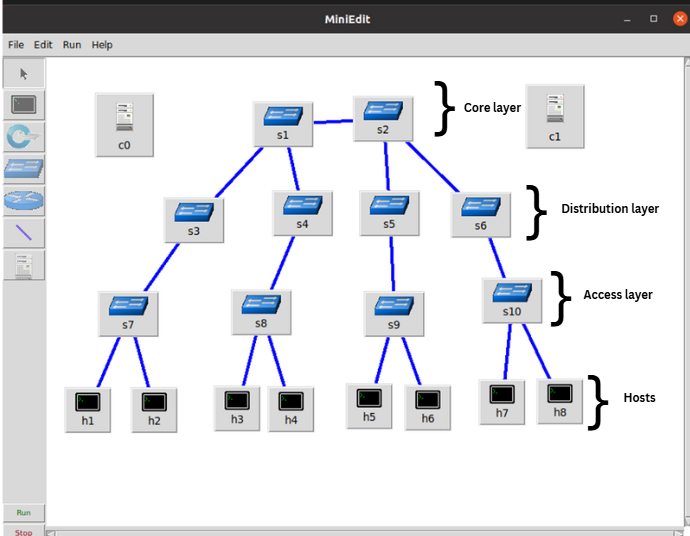 MiniEdit
File Edit Run Help
c0
s1
s2
Core layer
c1
s3
s4
s5
s6
Distribution layer
s7
s8
s9
s10
Access layer
h1
h2
h3
h4
h5
h6
h7
h8
Hosts
Run
Stop